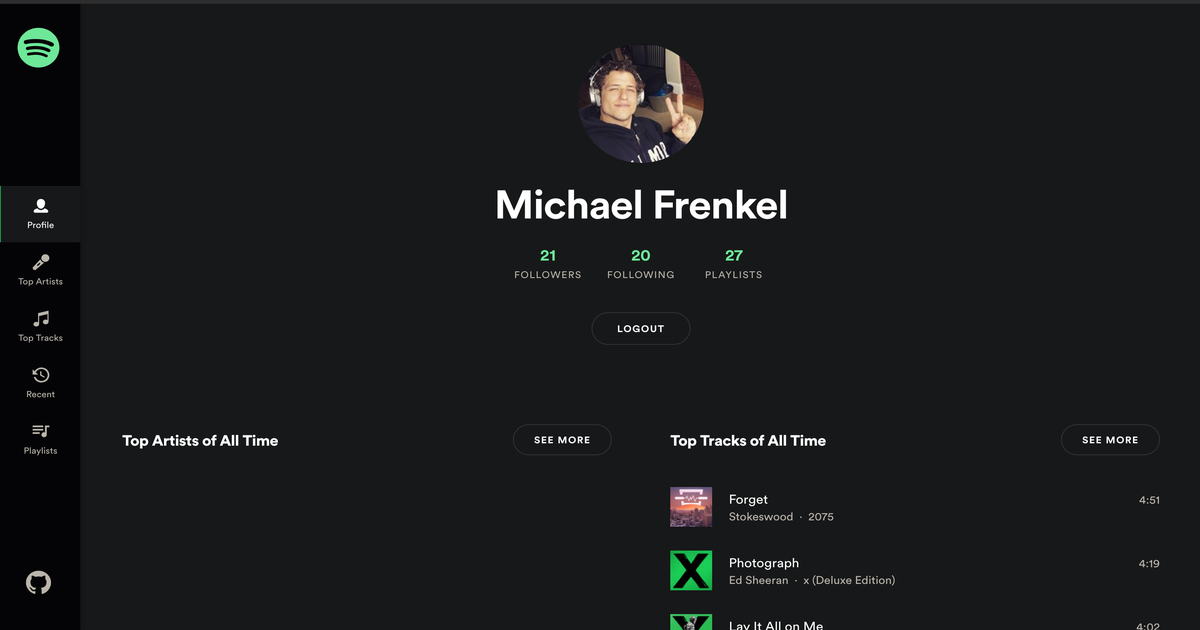 Michael Frenkel
21 20 27
FOLLOWERS FOLLOWING PLAYLISTS
LOGOUT
Profile
Top Artists
Top Tracks
Recent
Playlists
Top Artists of All Time
SEE MORE
Top Tracks of All Time
SEE MORE
Forget
4:51
Stokeswood · 2075
Photograph
4:19
Ed Sheeran · x (Deluxe Edition)
Lay It All on Me
4:02